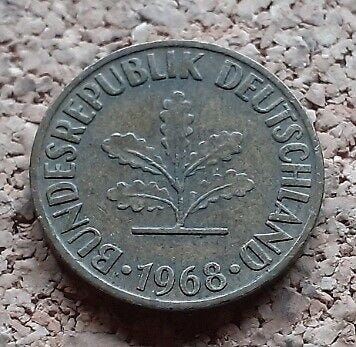 BUNDESREPUBLIK DEUTSCHLAND
· 1968 ·